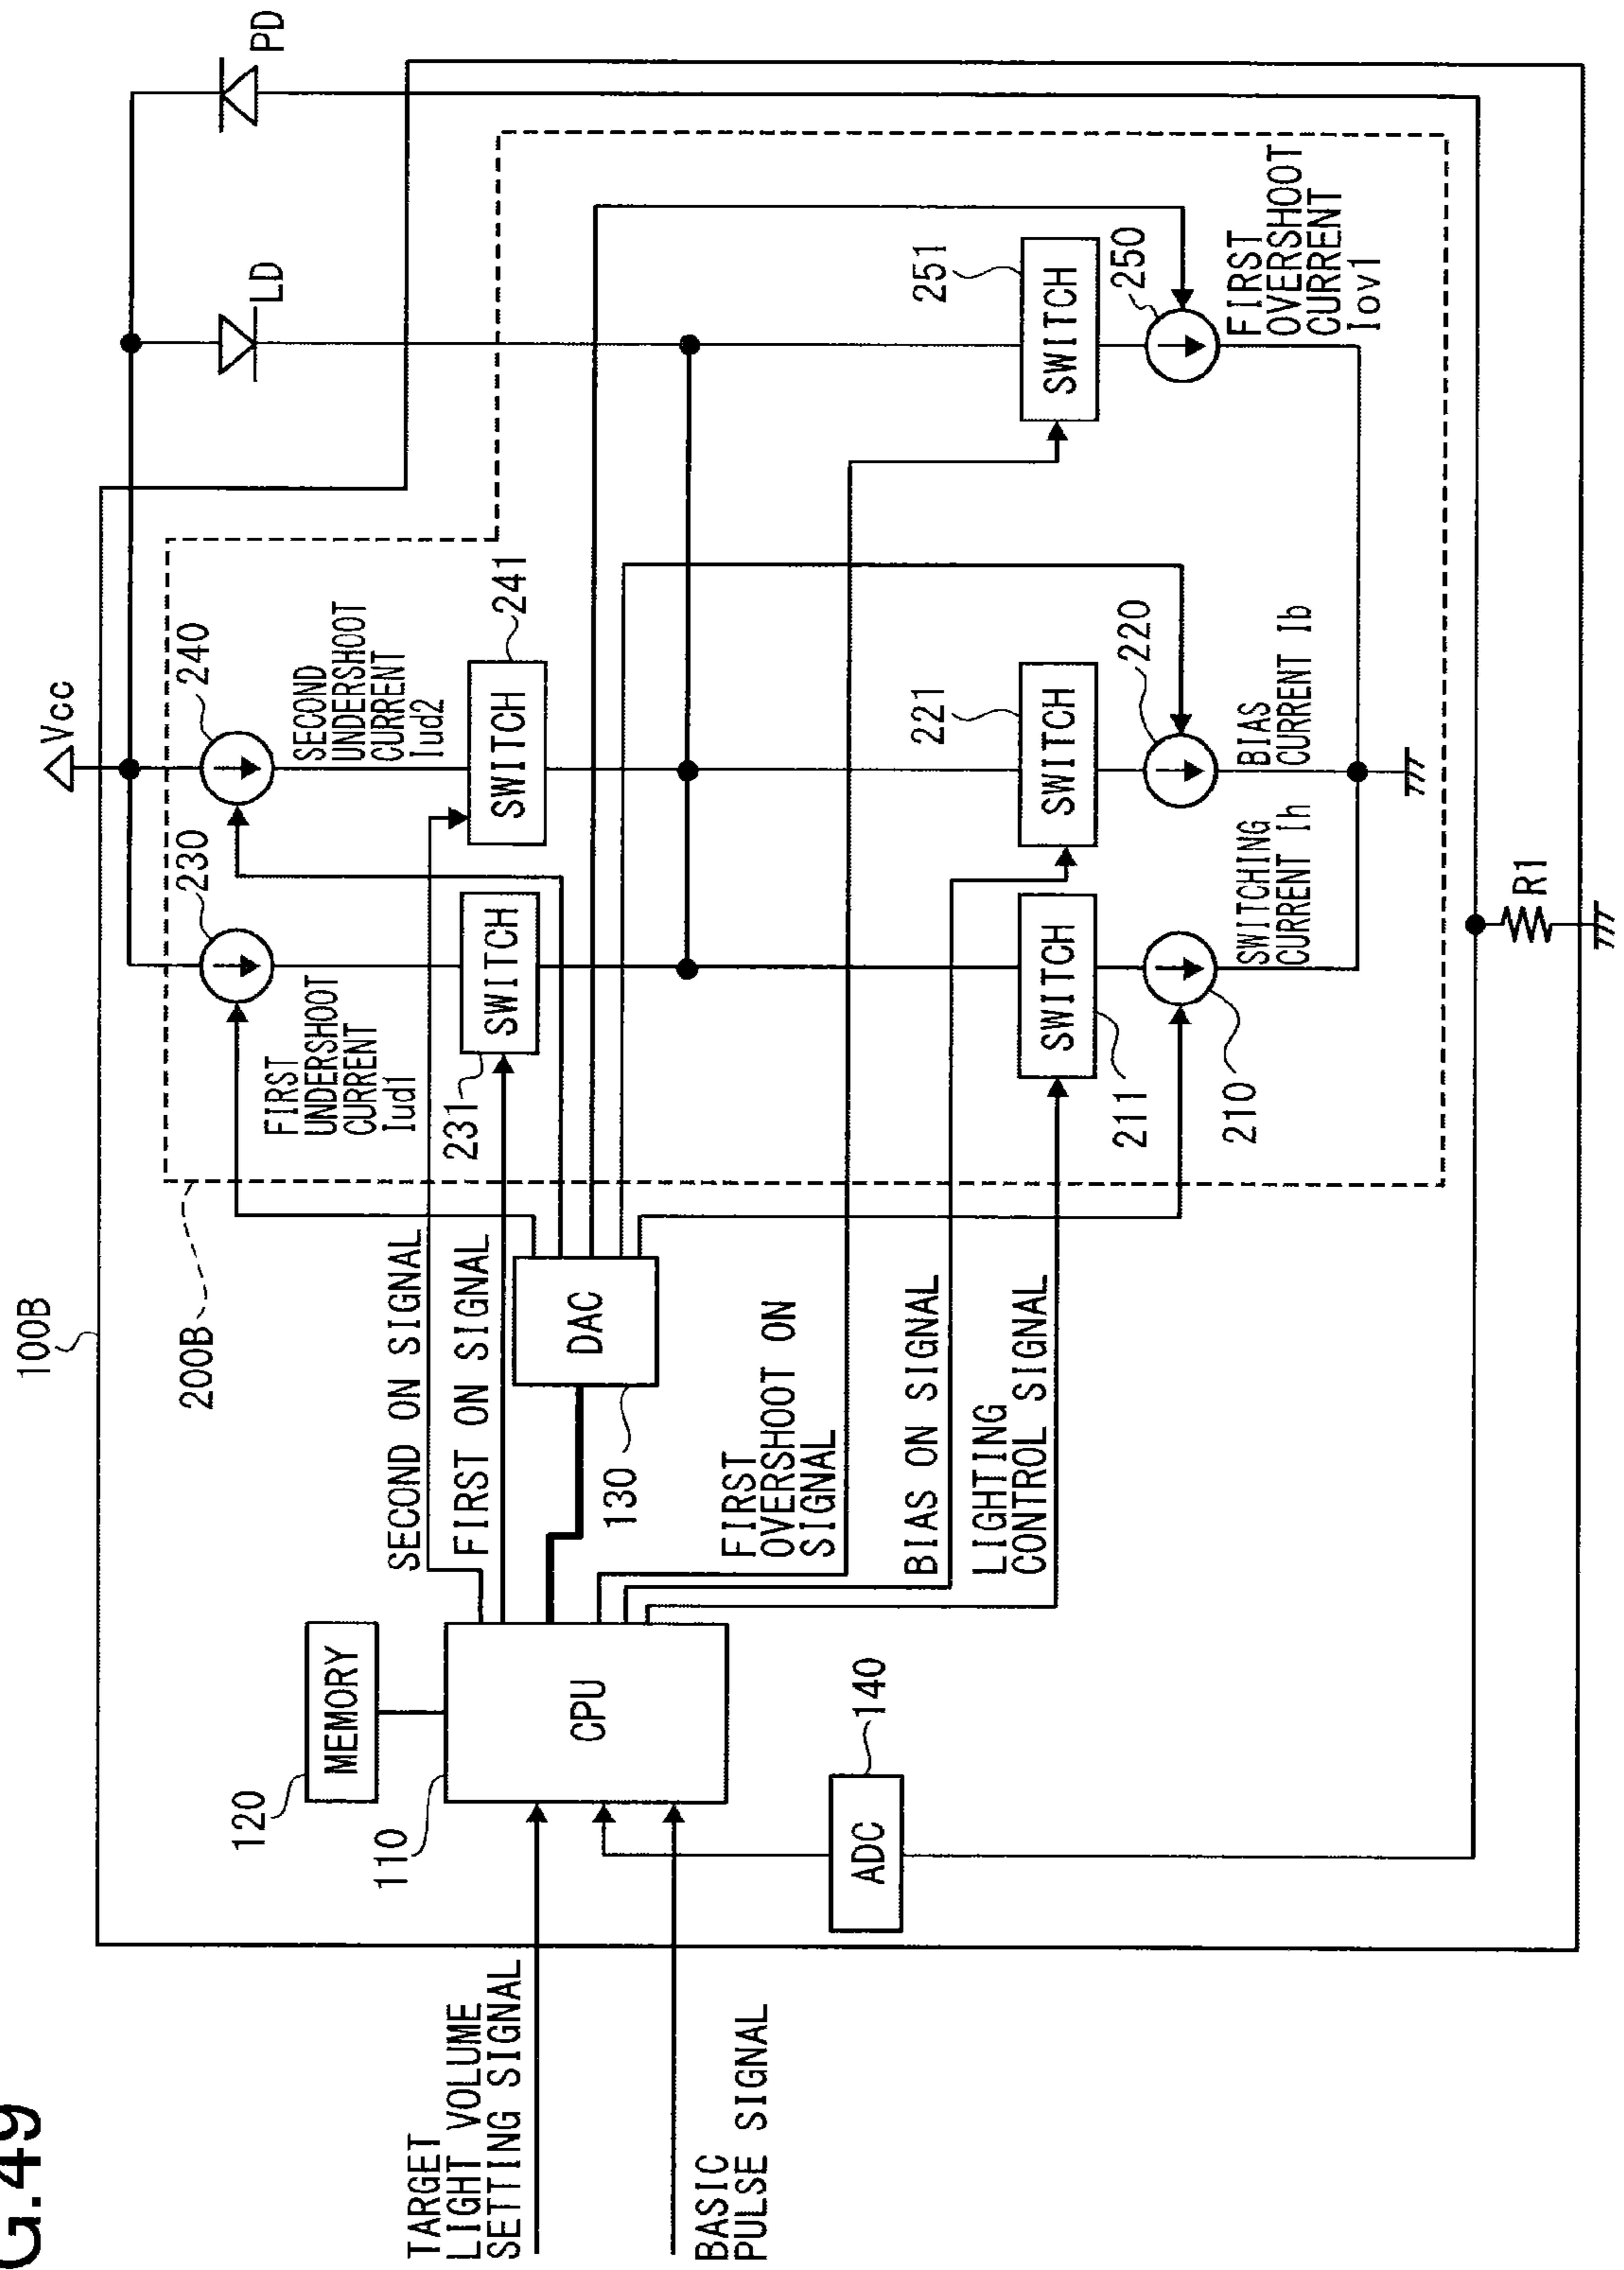 G.49
100B
200B
Vcc
LD
PD
230
240
FIRST
UNDERSHOOT
CURRENT
Iud1
SECOND
UNDERSHOOT
CURRENT
Iud2
231
SWITCH
SWITCH
241
120
MEMORY
SECOND ON SIGNAL
FIRST ON SIGNAL
TARGET
LIGHT VOLUME
SETTING SIGNAL
110
CPU
DAC
130
BASIC
PULSE SIGNAL
FIRST
OVERSHOOT ON
SIGNAL
BIAS ON SIGNAL
LIGHTING
CONTROL SIGNAL
140
ADC
221
251
SWITCH
SWITCH
SWITCH
211
220
250
210
SWITCHING
CURRENT Ih
BIAS
CURRENT Ib
FIRST
OVERSHOOT
CURRENT
Iov1
R1